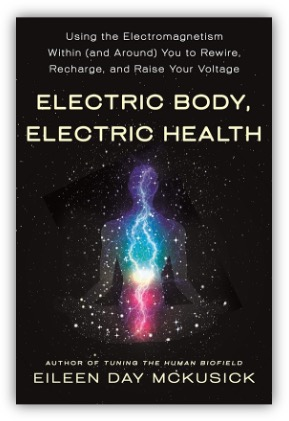 Using the Electromagnetism
Within (and Around) You to Rewire,
Recharge, and Raise Your Voltage
ELECTRIC BODY,
ELECTRIC HEALTH
AUTHOR OF TUNING THE HUMAN BIOFIELD
EILEEN DAY MCKUSICK